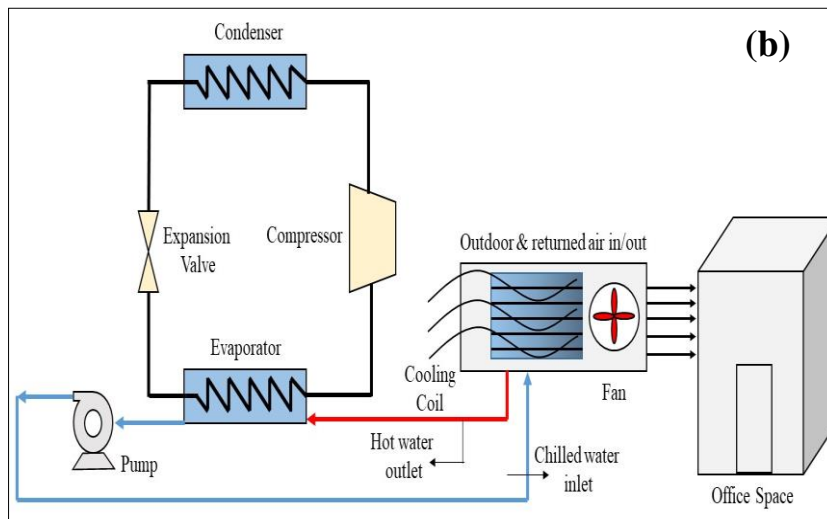 (b)
Condenser
Expansion
Valve
Compressor
Outdoor & returned air in/out
Evaporator
Cooling
Coil
Fan
Pump
Hot water
outlet
Chilled water
inlet
Office Space